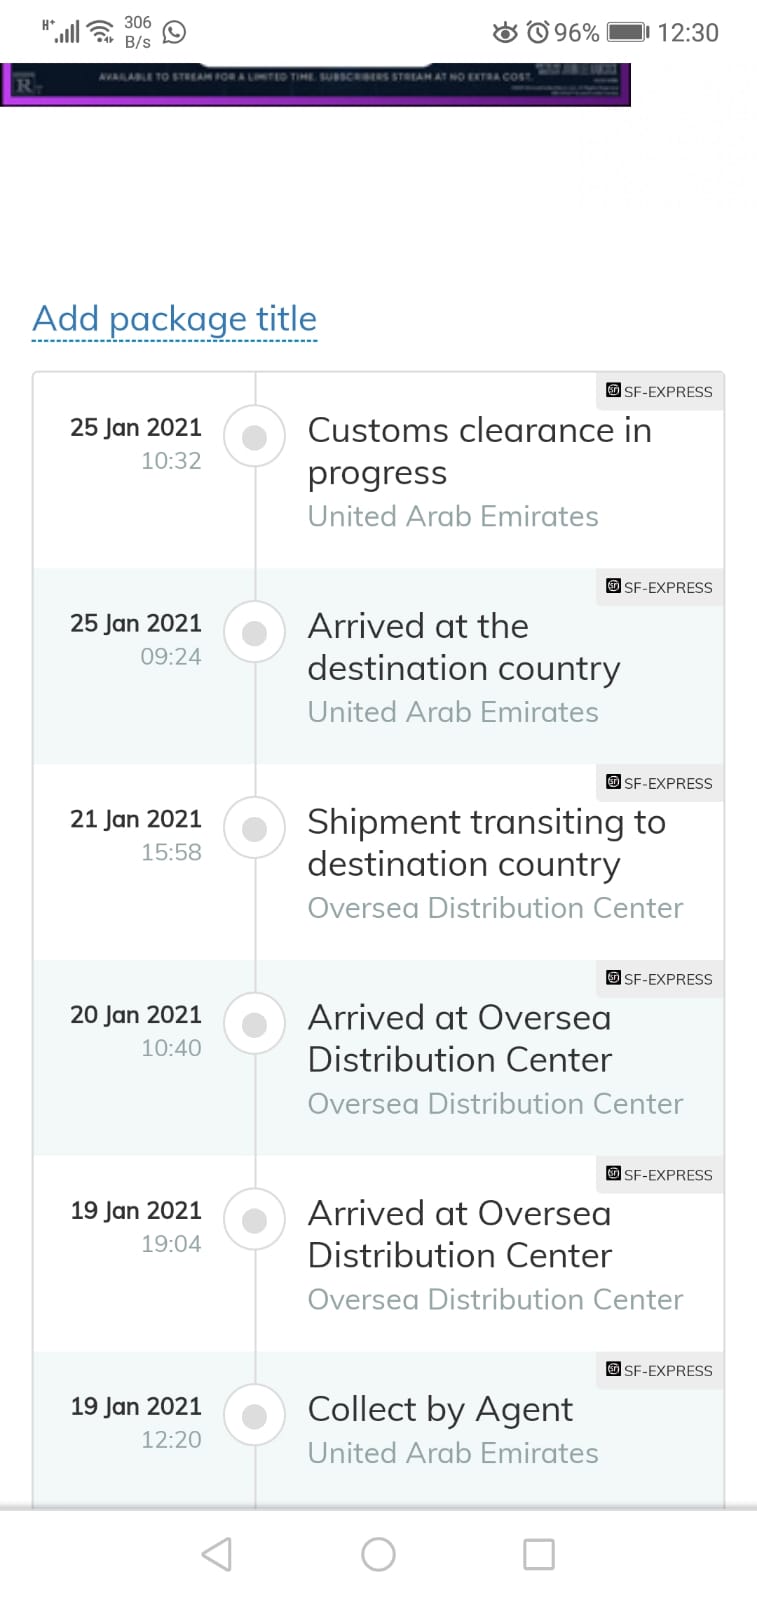 H+
306
B/s
96%
12:30
R
AVAILABLE TO STREAM FOR A LIMITED TIME. SUBSCRIBERS STREAM AT NO EXTRA COST.
Add package title
SF-EXPRESS
25 Jan 2021
10:32
Customs clearance in
progress
United Arab Emirates
SF-EXPRESS
25 Jan 2021
09:24
Arrived at the
destination country
United Arab Emirates
SF-EXPRESS
21 Jan 2021
15:58
Shipment transiting to
destination country
Oversea Distribution Center
SF-EXPRESS
20 Jan 2021
10:40
Arrived at Oversea
Distribution Center
Oversea Distribution Center
SF-EXPRESS
19 Jan 2021
19:04
Arrived at Oversea
Distribution Center
Oversea Distribution Center
SF-EXPRESS
19 Jan 2021
12:20
Collect by Agent
United Arab Emirates